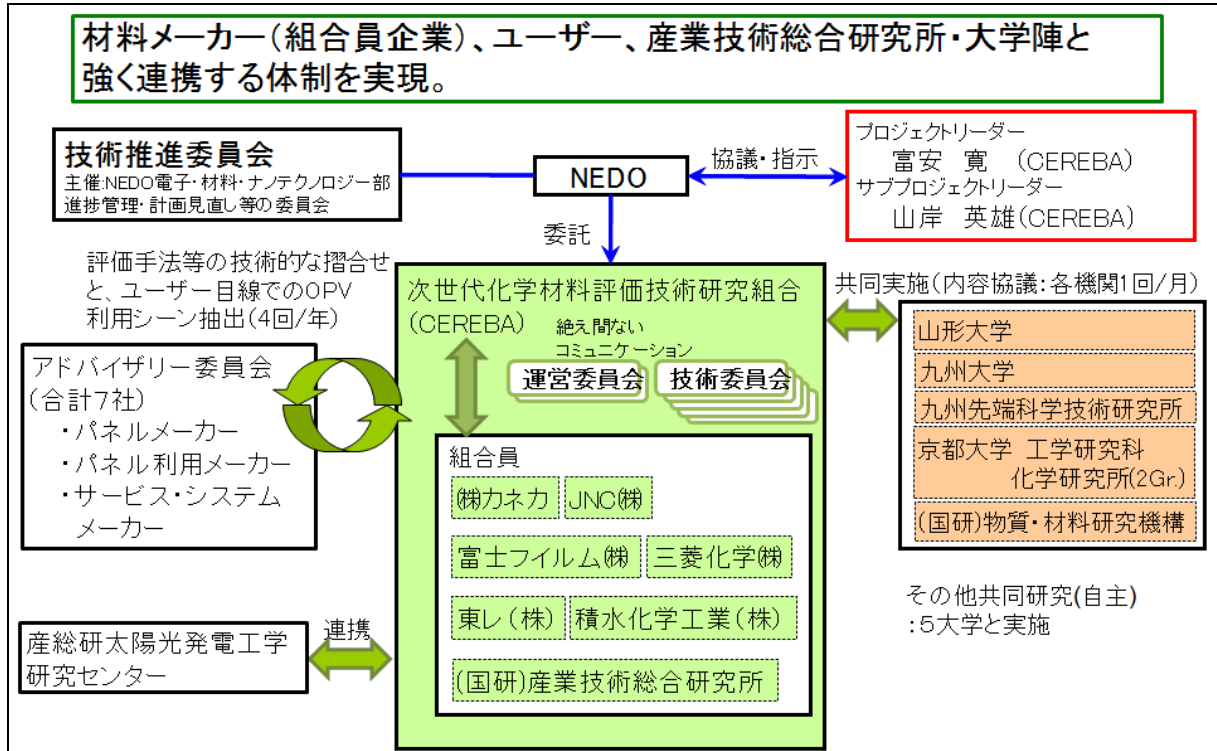 材料メーカー(組合員企業)、ユーザー、産業技術総合研究所・大学陣と
強く連携する体制を実現。
技術推進委員会
主催:NEDO電子・材料・ナノテクノロジー部
進捗管理・計画見直し等の委員会
NEDO
協議・指示
プロジェクトリーダー
富安 寛 (CEREBA)
サブプロジェクトリーダー
山岸 英雄(CEREBA)
委託
評価手法等の技術的な摺合せ
と、ユーザー目線でのOPV
利用シーン抽出(4回/年)
アドバイザリー委員会
(合計7社)
・パネルメーカー
・パネル利用メーカー
・サービス・システム
メーカー
産総研太陽光発電工学
研究センター
連携
次世代化学材料評価技術研究組合
(CEREBA)
絶え間ない
コミュニケーション
運営委員会
技術委員会
組合員
㈱カネカ
JNC㈱
富士フイルム㈱
三菱化学㈱
東レ(株)
積水化学工業(株)
(国研)産業技術総合研究所
共同実施(内容協議:各機関1回/月)
山形大学
九州大学
九州先端科学技術研究所
京都大学 工学研究科
化学研究所(2Gr.)
(国研)物質・材料研究機構
その他共同研究(自主)
:5大学と実施